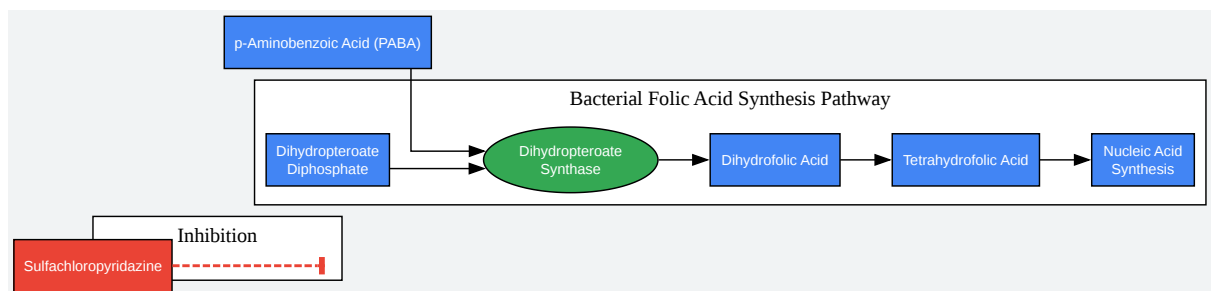 p-Aminobenzoic Acid (PABA)
Bacterial Folic Acid Synthesis Pathway
Dihydropteroate
Diphosphate
Dihydropteroate
Synthase
Dihydrofolic Acid
Tetrahydrofolic Acid
Nucleic Acid
Synthesis
Inhibition
Sulfachloropyridazine